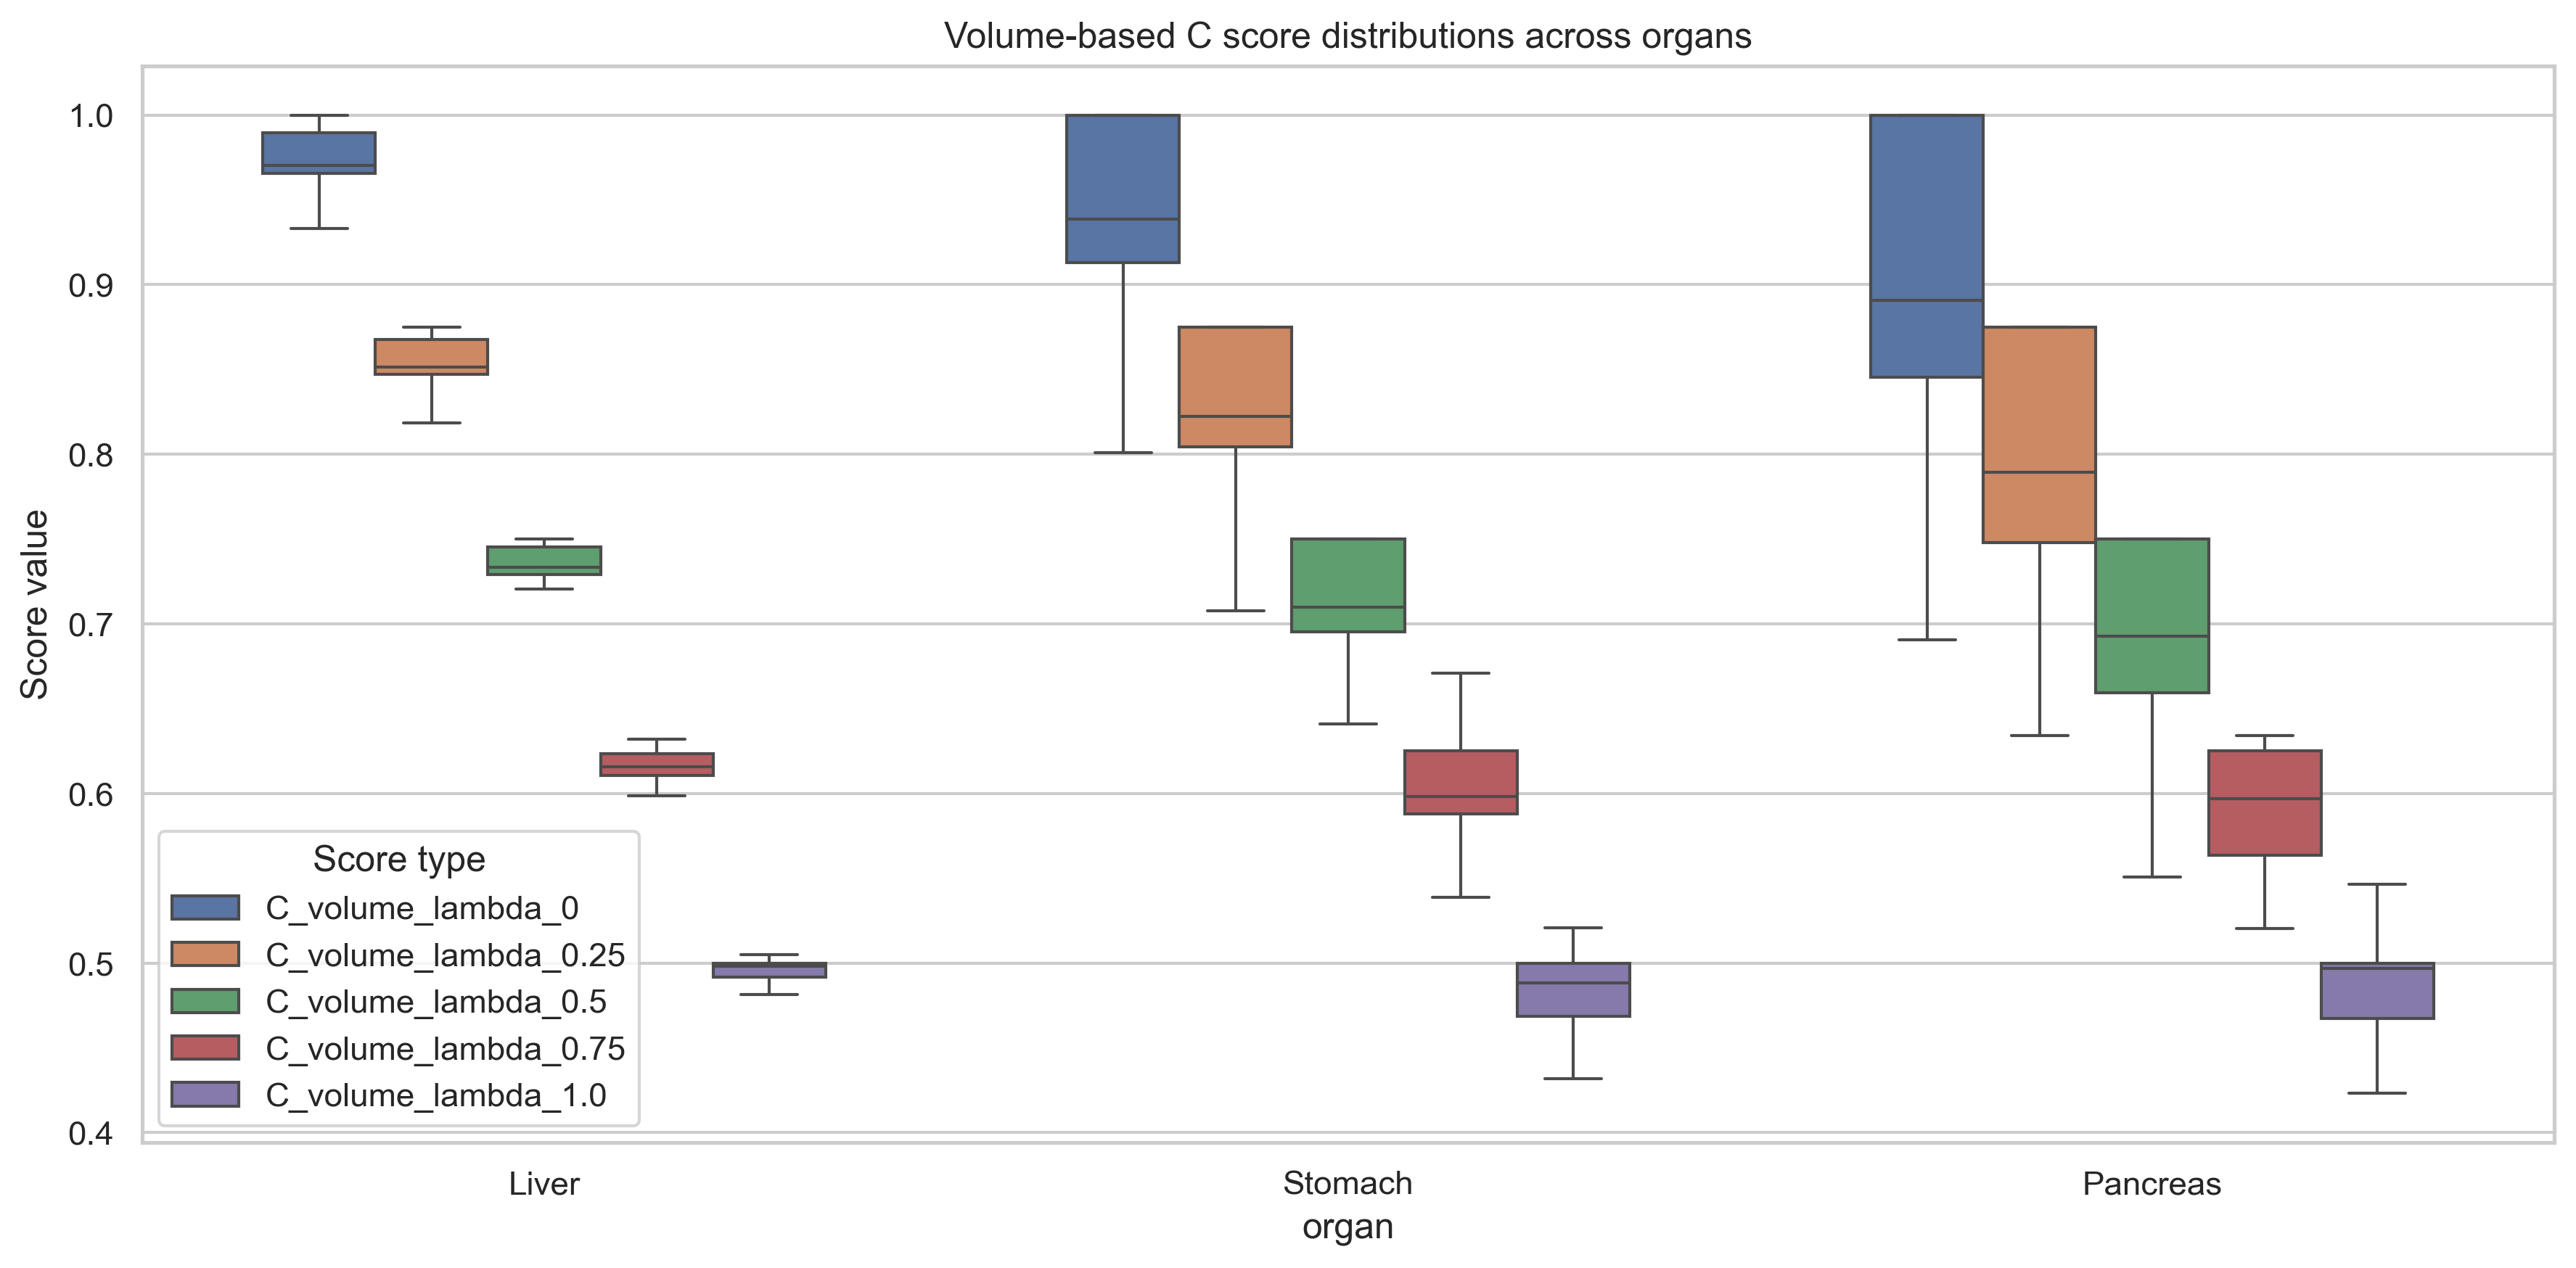 Volume-based C score distributions across organs
Score value
1.0
0.9
0.8
0.7
0.6
0.5
0.4
Score type
C_volume_lambda_0
C_volume_lambda_0.25
C_volume_lambda_0.5
C_volume_lambda_0.75
C_volume_lambda_1.0
Liver
Stomach
Pancreas
organ